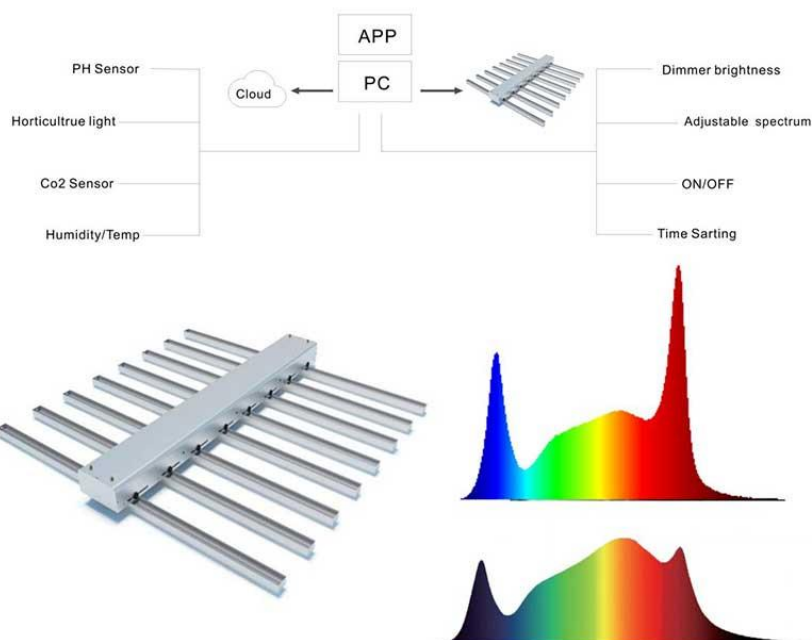 APP
PC
Cloud
PH Sensor
Horticultrue light
Co2 Sensor
Humidity/Temp
Dimmer brightness
Adjustable spectrum
ON/OFF
Time Sarting